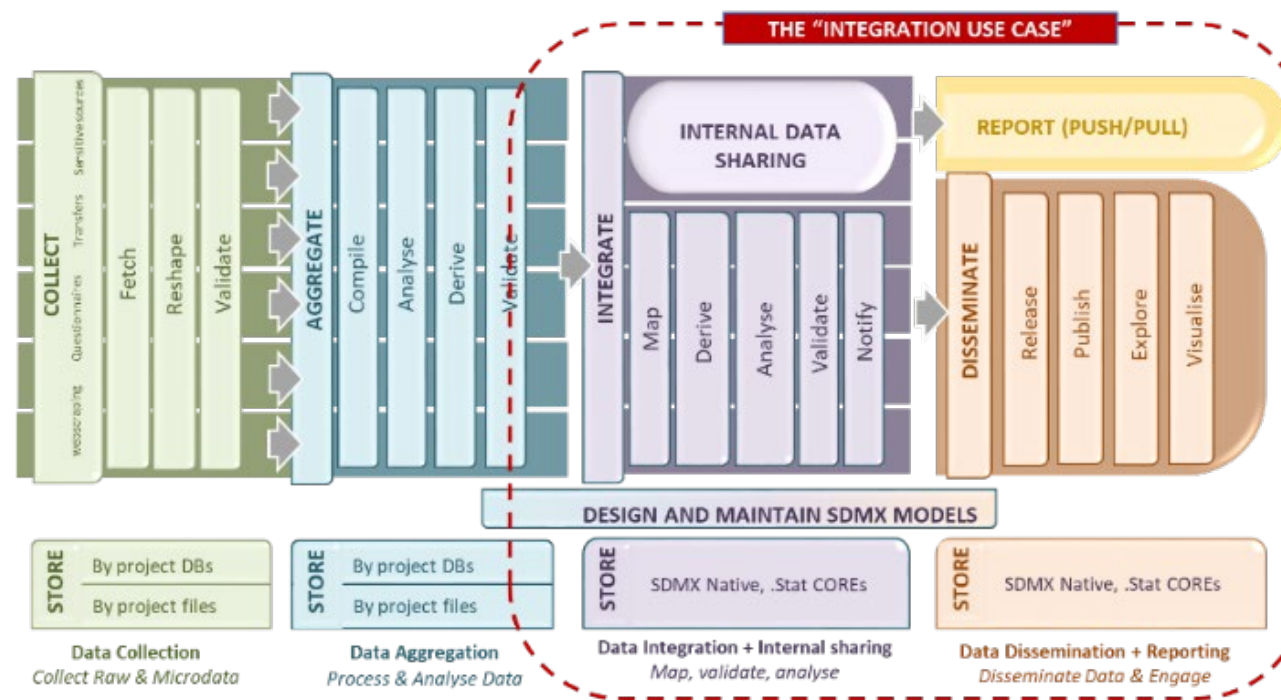 THE “INTEGRATION USE CASE”
COLLECT
webscraping
Questionnaires
Transfers
Sensitivesources
Fetch
Reshape
Validate
AGGREGATE
Compile
Analyse
Derive
Validate
INTEGRATE
INTERNAL DATA
SHARING
Map
Derive
Analyse
Validate
Notify
REPORT (PUSH/PULL)
DISSEMINATE
Release
Publish
Explore
Visualise
DESIGN AND MAINTAIN SDMX MODELS
STORE
By project DBs
By project files
STORE
By project DBs
By project files
STORE
SDMX Native, .Stat COREs
STORE
SDMX Native, .Stat COREs
Data Collection
Collect Raw & Microdata
Data Aggregation
Process & Analyse Data
Data Integration + Internal sharing
Map, validate, analyse
Data Dissemination + Reporting
Disseminate Data & Engage